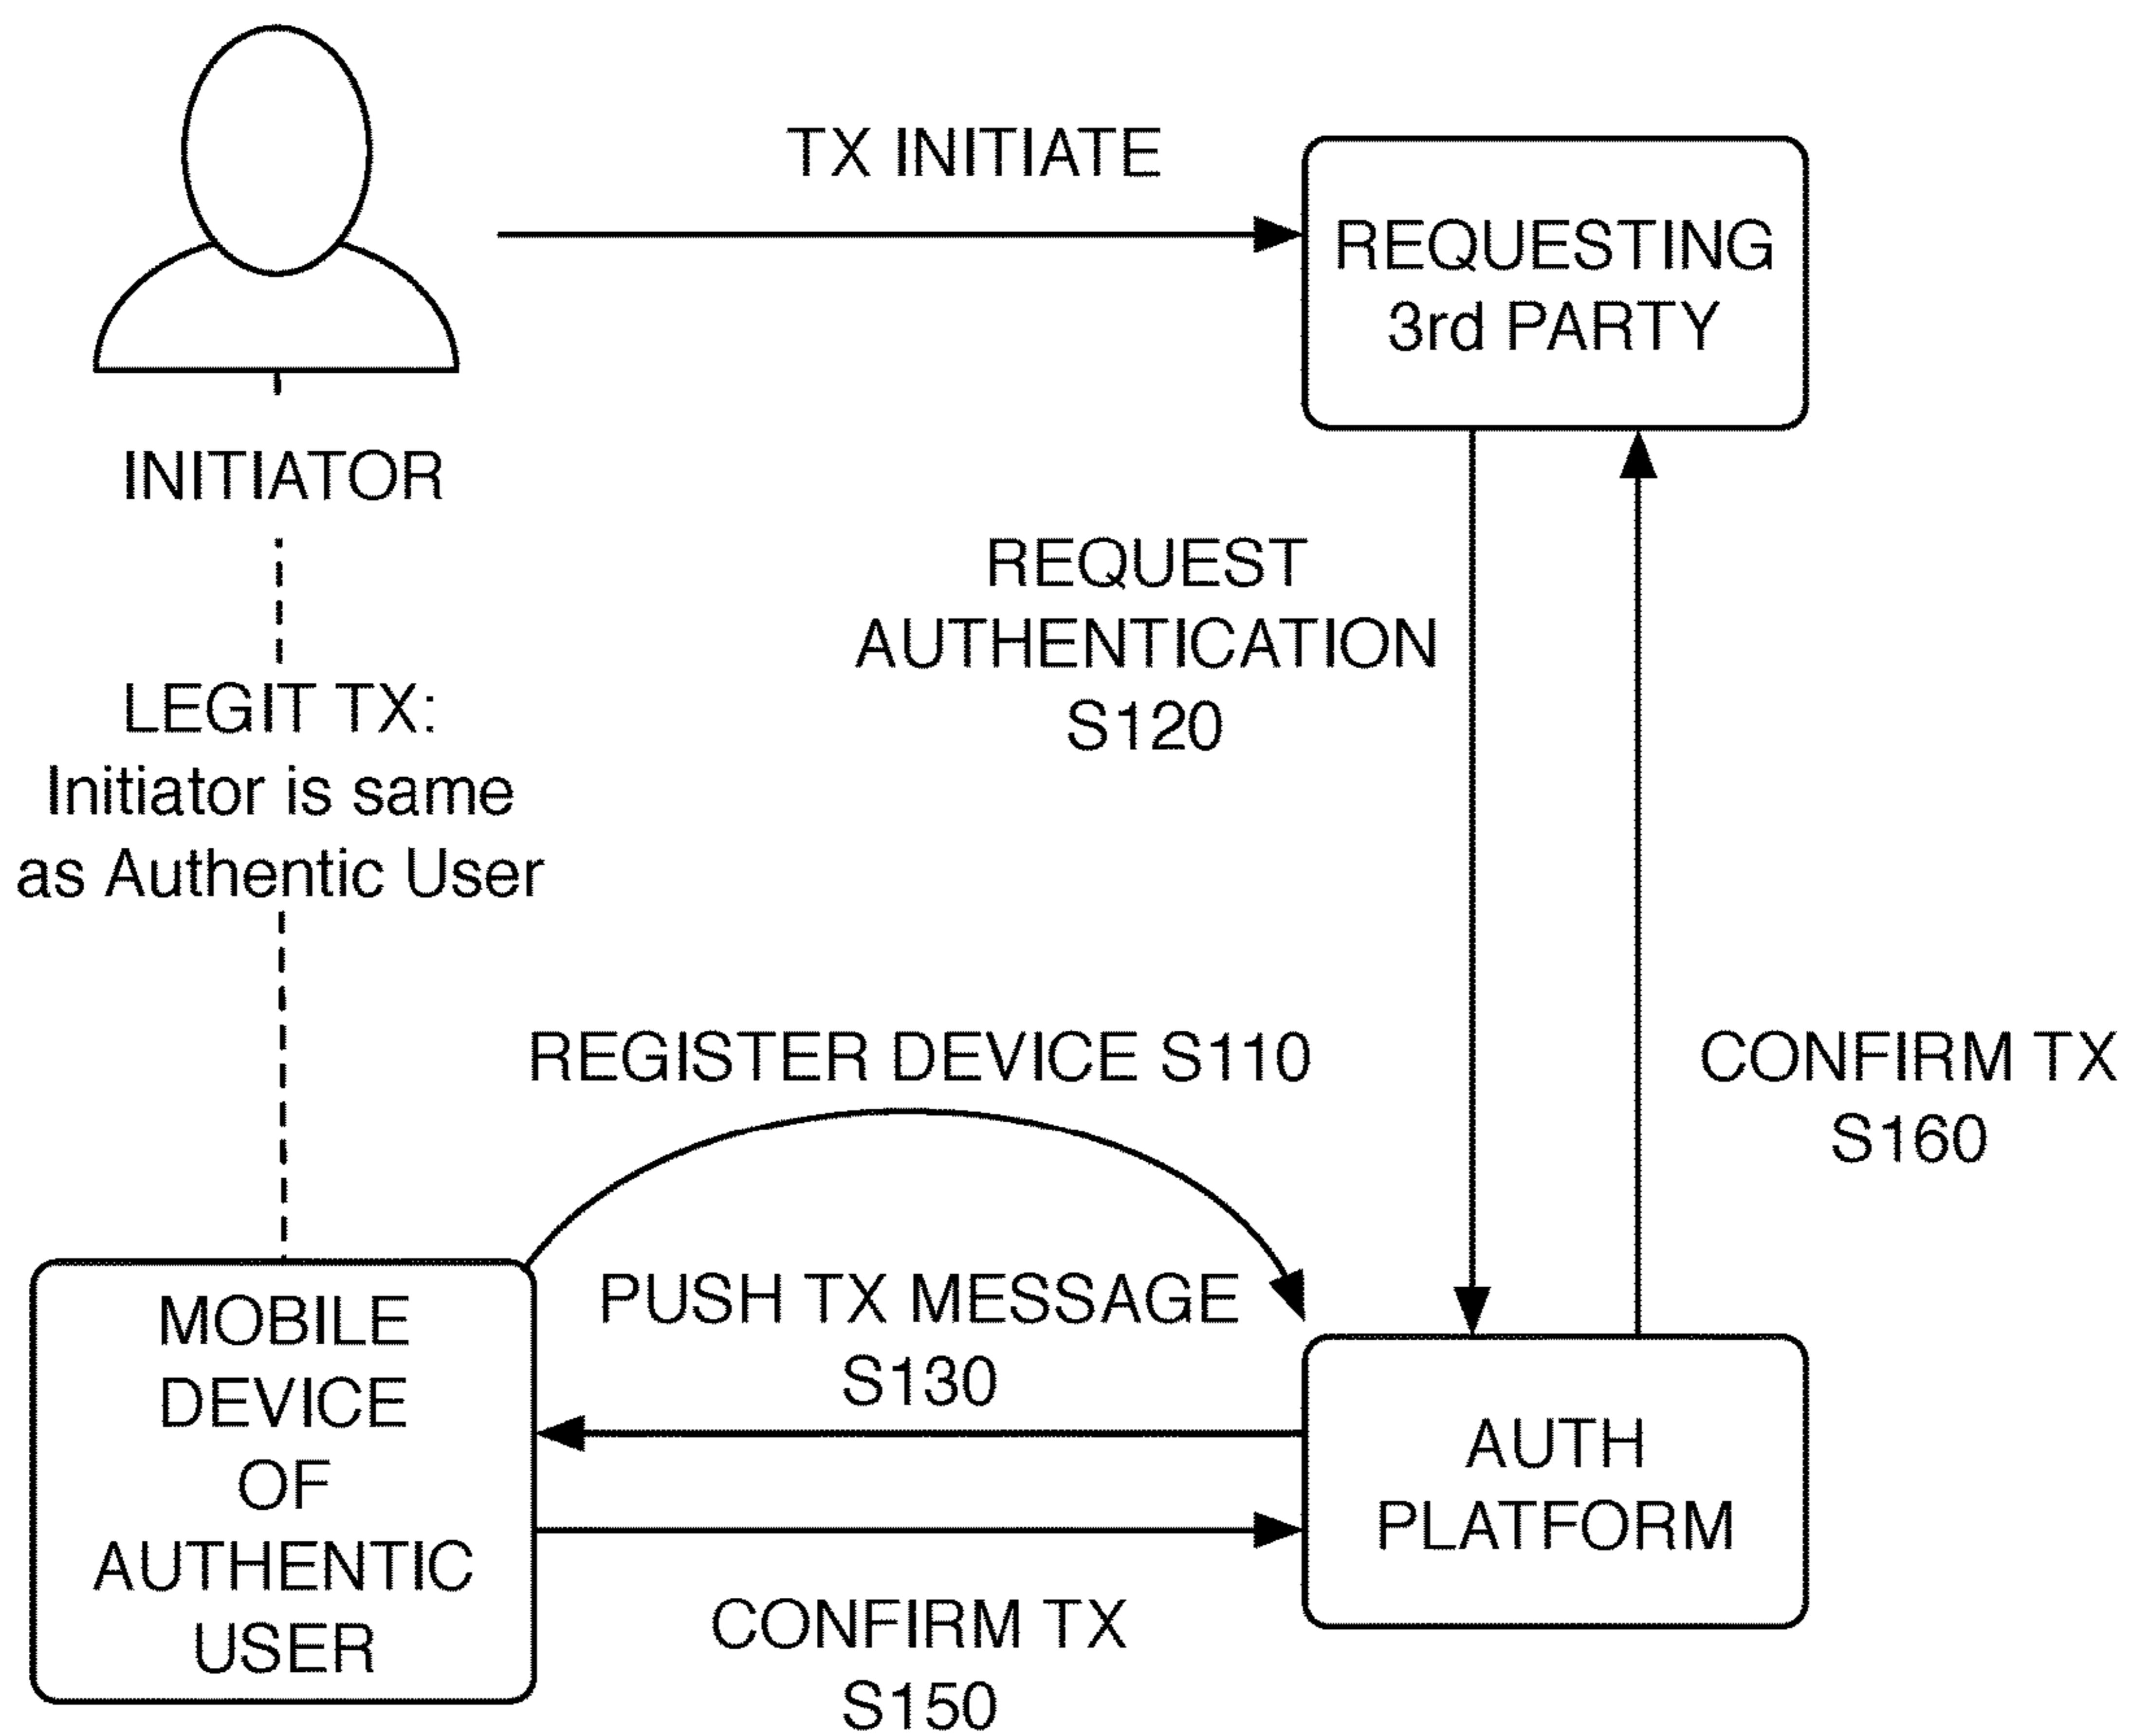 TX INITIATE
REQUESTING
3rd PARTY
INITIATOR
REQUEST
AUTHENTICATION
S120
LEGIT TX:
Initiator is same
as Authentic User
REGISTER DEVICE S110
CONFIRM TX
S160
PUSH TX MESSAGE
S130
MOBILE
DEVICE
OF
AUTHENTIC
USER
AUTH
PLATFORM
CONFIRM TX
S150